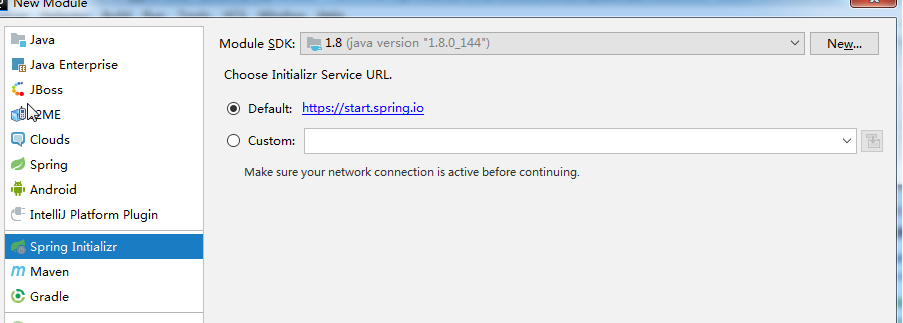 New Module
Java
Java Enterprise
JBoss
J2ME
Clouds
Spring
Android
IntelliJ Platform Plugin
Spring Initializr
Maven
Gradle
Module SDK: 1.8 (java version "1.8.0_144") New...
Choose Initializr Service URL.
Default: https://start.spring.io
Custom:
Make sure your network connection is active before continuing.